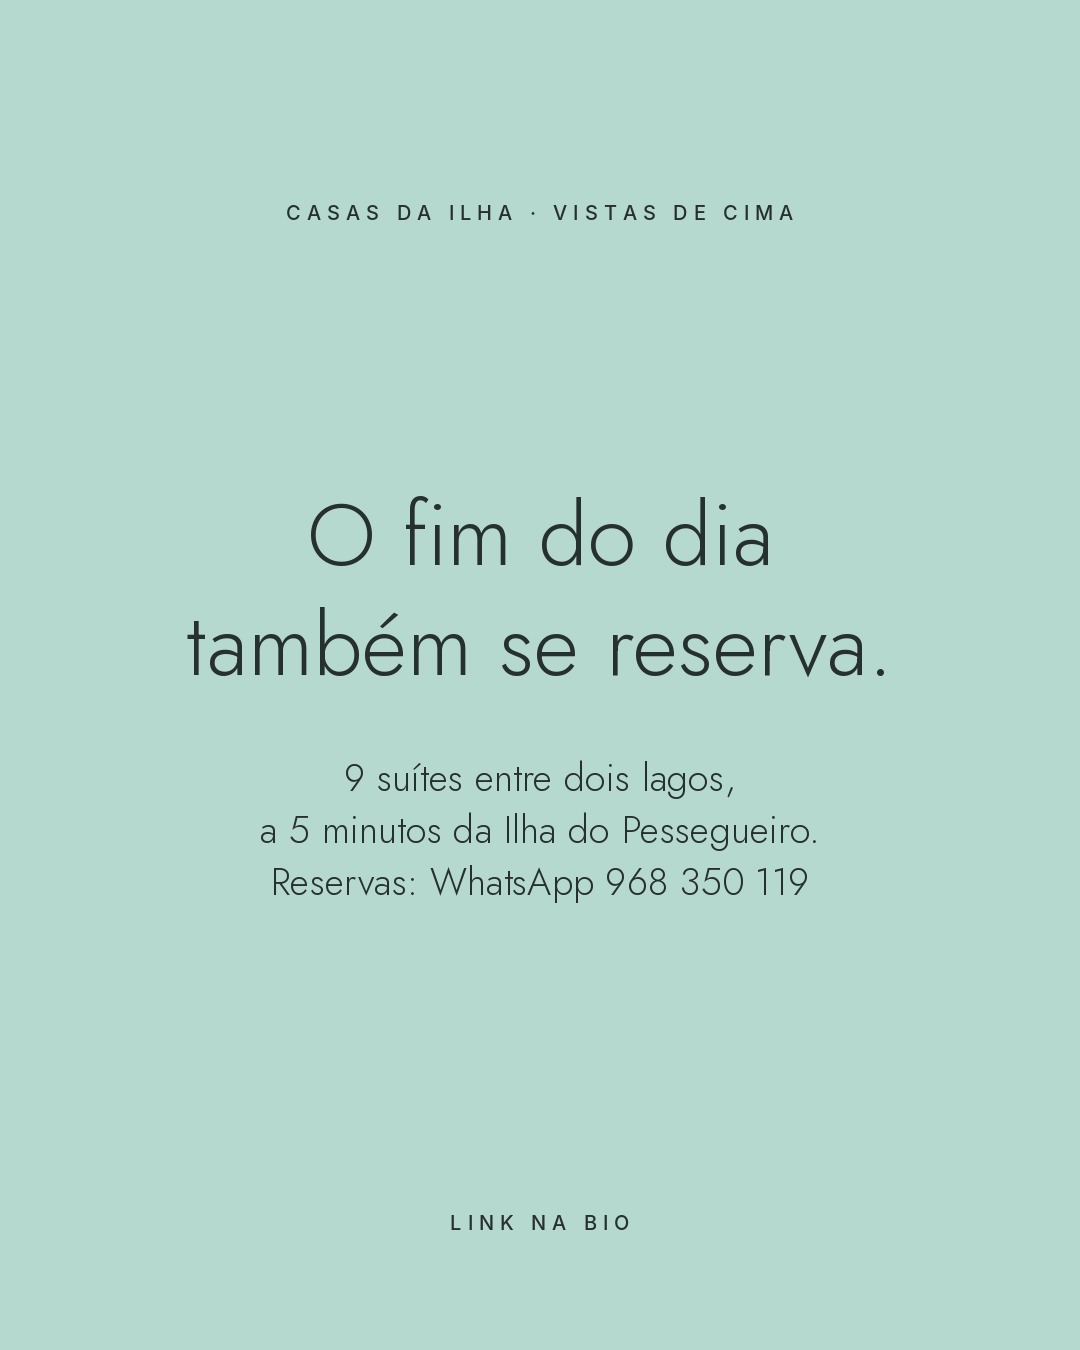 CASAS DA ILHA · VISTAS DE CIMA
O fim do dia
também se reserva.
9 suítes entre dois lagos,
a 5 minutos da Ilha do Pessegueiro.
Reservas: WhatsApp 968 350 119
LINK NA BIO